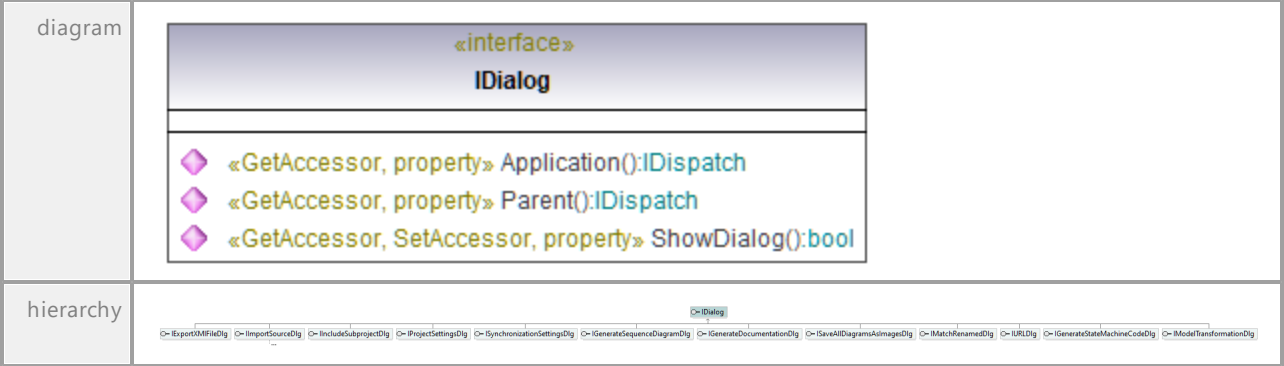 diagram
«interface»
IDialog
«GetAccessor, property» Application():IDispatch
«GetAccessor, property» Parent():IDispatch
«GetAccessor, SetAccessor, property» ShowDialog():bool
hierarchy
IDialog
IExportXMIFileDlg IImportSourceDlg IIncludeSubprojectDlg IProjectSettingsDlg ISynchronizationSettingsDlg IGenerateSequenceDiagramDlg IGenerateDocumentationDlg ISaveAllDiagramsAsImagesDlg IMatchRenamedDlg IURLDlg IGenerateStateMachineCodeDlg IModelTransformationDlg
...